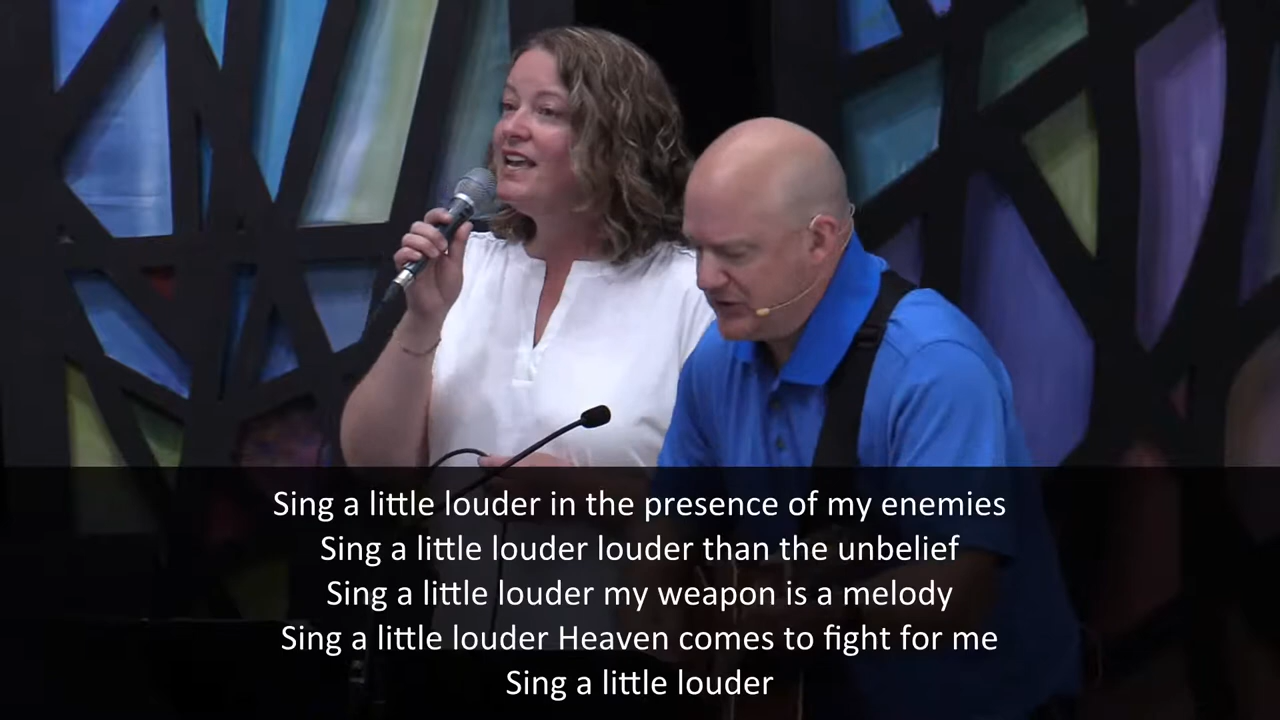 Sing a little louder in the presence of my enemies
Sing a little louder louder than the unbelief
Sing a little louder my weapon is a melody
Sing a little louder Heaven comes to fight for me
Sing a little louder